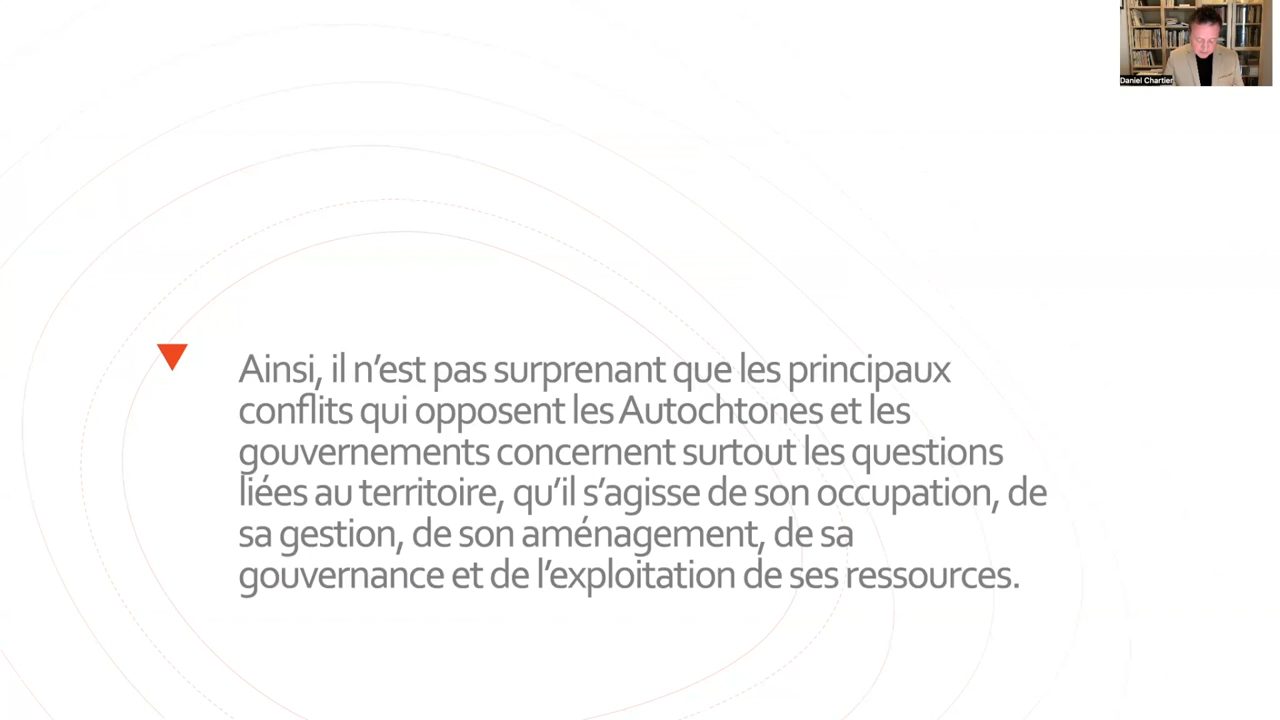 Daniel Chartier
Ainsi, il n’est pas surprenant que les principaux
conflits qui opposent les Autochtones et les
gouvernements concernent surtout les questions
liées au territoire, qu’il s’agisse de son occupation, de
sa gestion, de son aménagement, de sa
gouvernance et de l’exploitation de ses ressources.